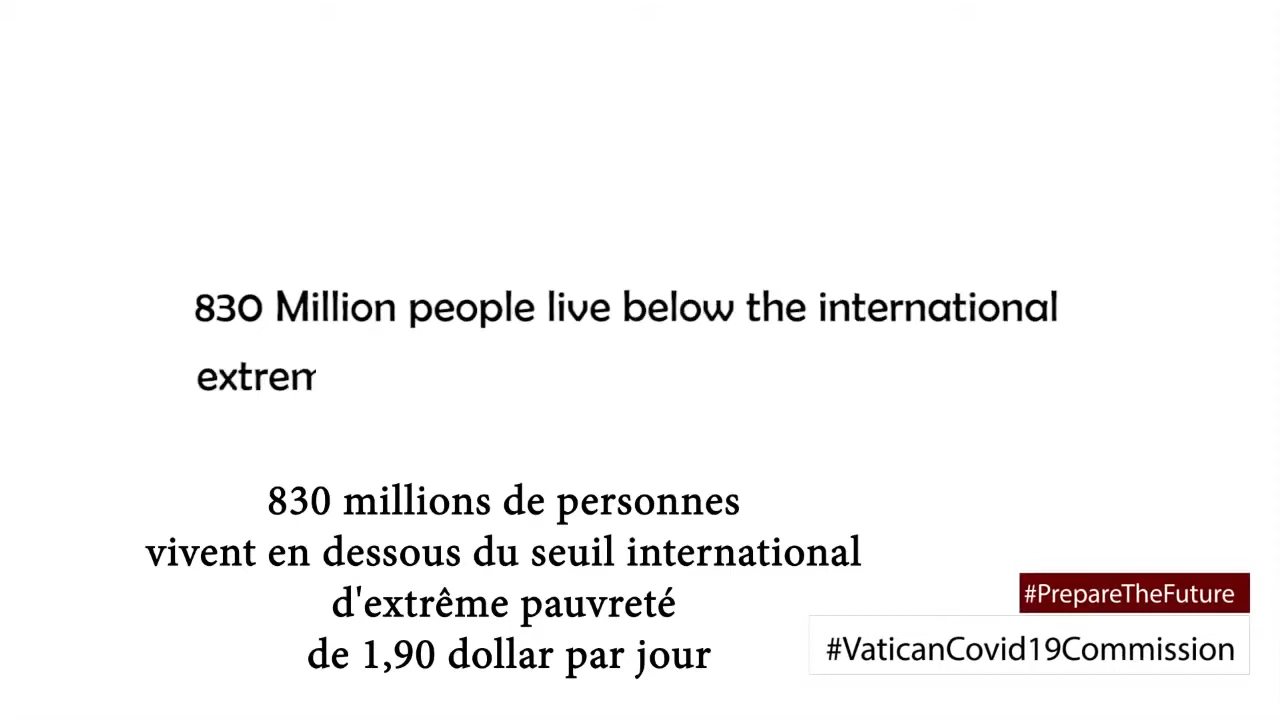 830 Million people live below the international
extrem
830 millions de personnes
vivent en dessous du seuil international
d'extrême pauvreté
de 1,90 dollar par jour
#PrepareTheFuture
#VaticanCovid19Commission